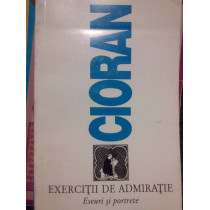 CIORAN
EXERCIȚII DE ADMIRAȚIE
Eseuri și portrete